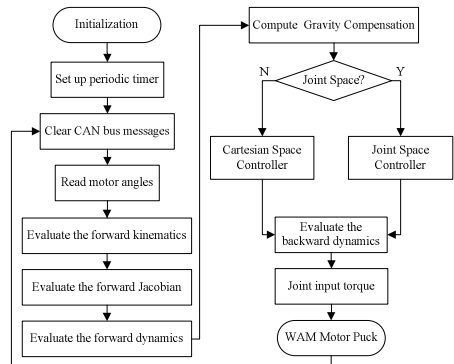 Initialization
Set up periodic timer
Clear CAN bus messages
Read motor angles
Evaluate the forward kinematics
Evaluate the forward Jacobian
Evaluate the forward dynamics
Compute Gravity Compensation
Joint Space?
N
Y
Cartesian Space
Controller
Joint Space
Controller
Evaluate the
backward dynamics
Joint input torque
WAM Motor Puck